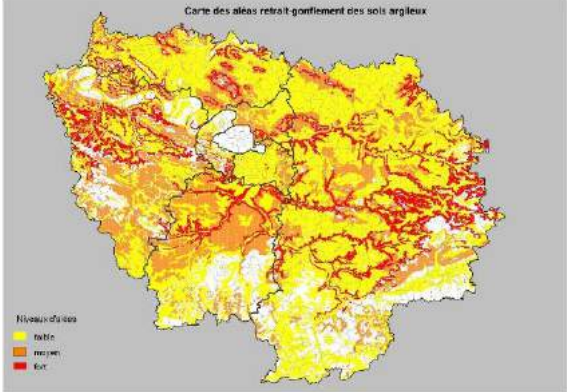 Carte des aléas retrait-gonflement des sols argileux
Niveaux d'aléas
faible
moyen
fort